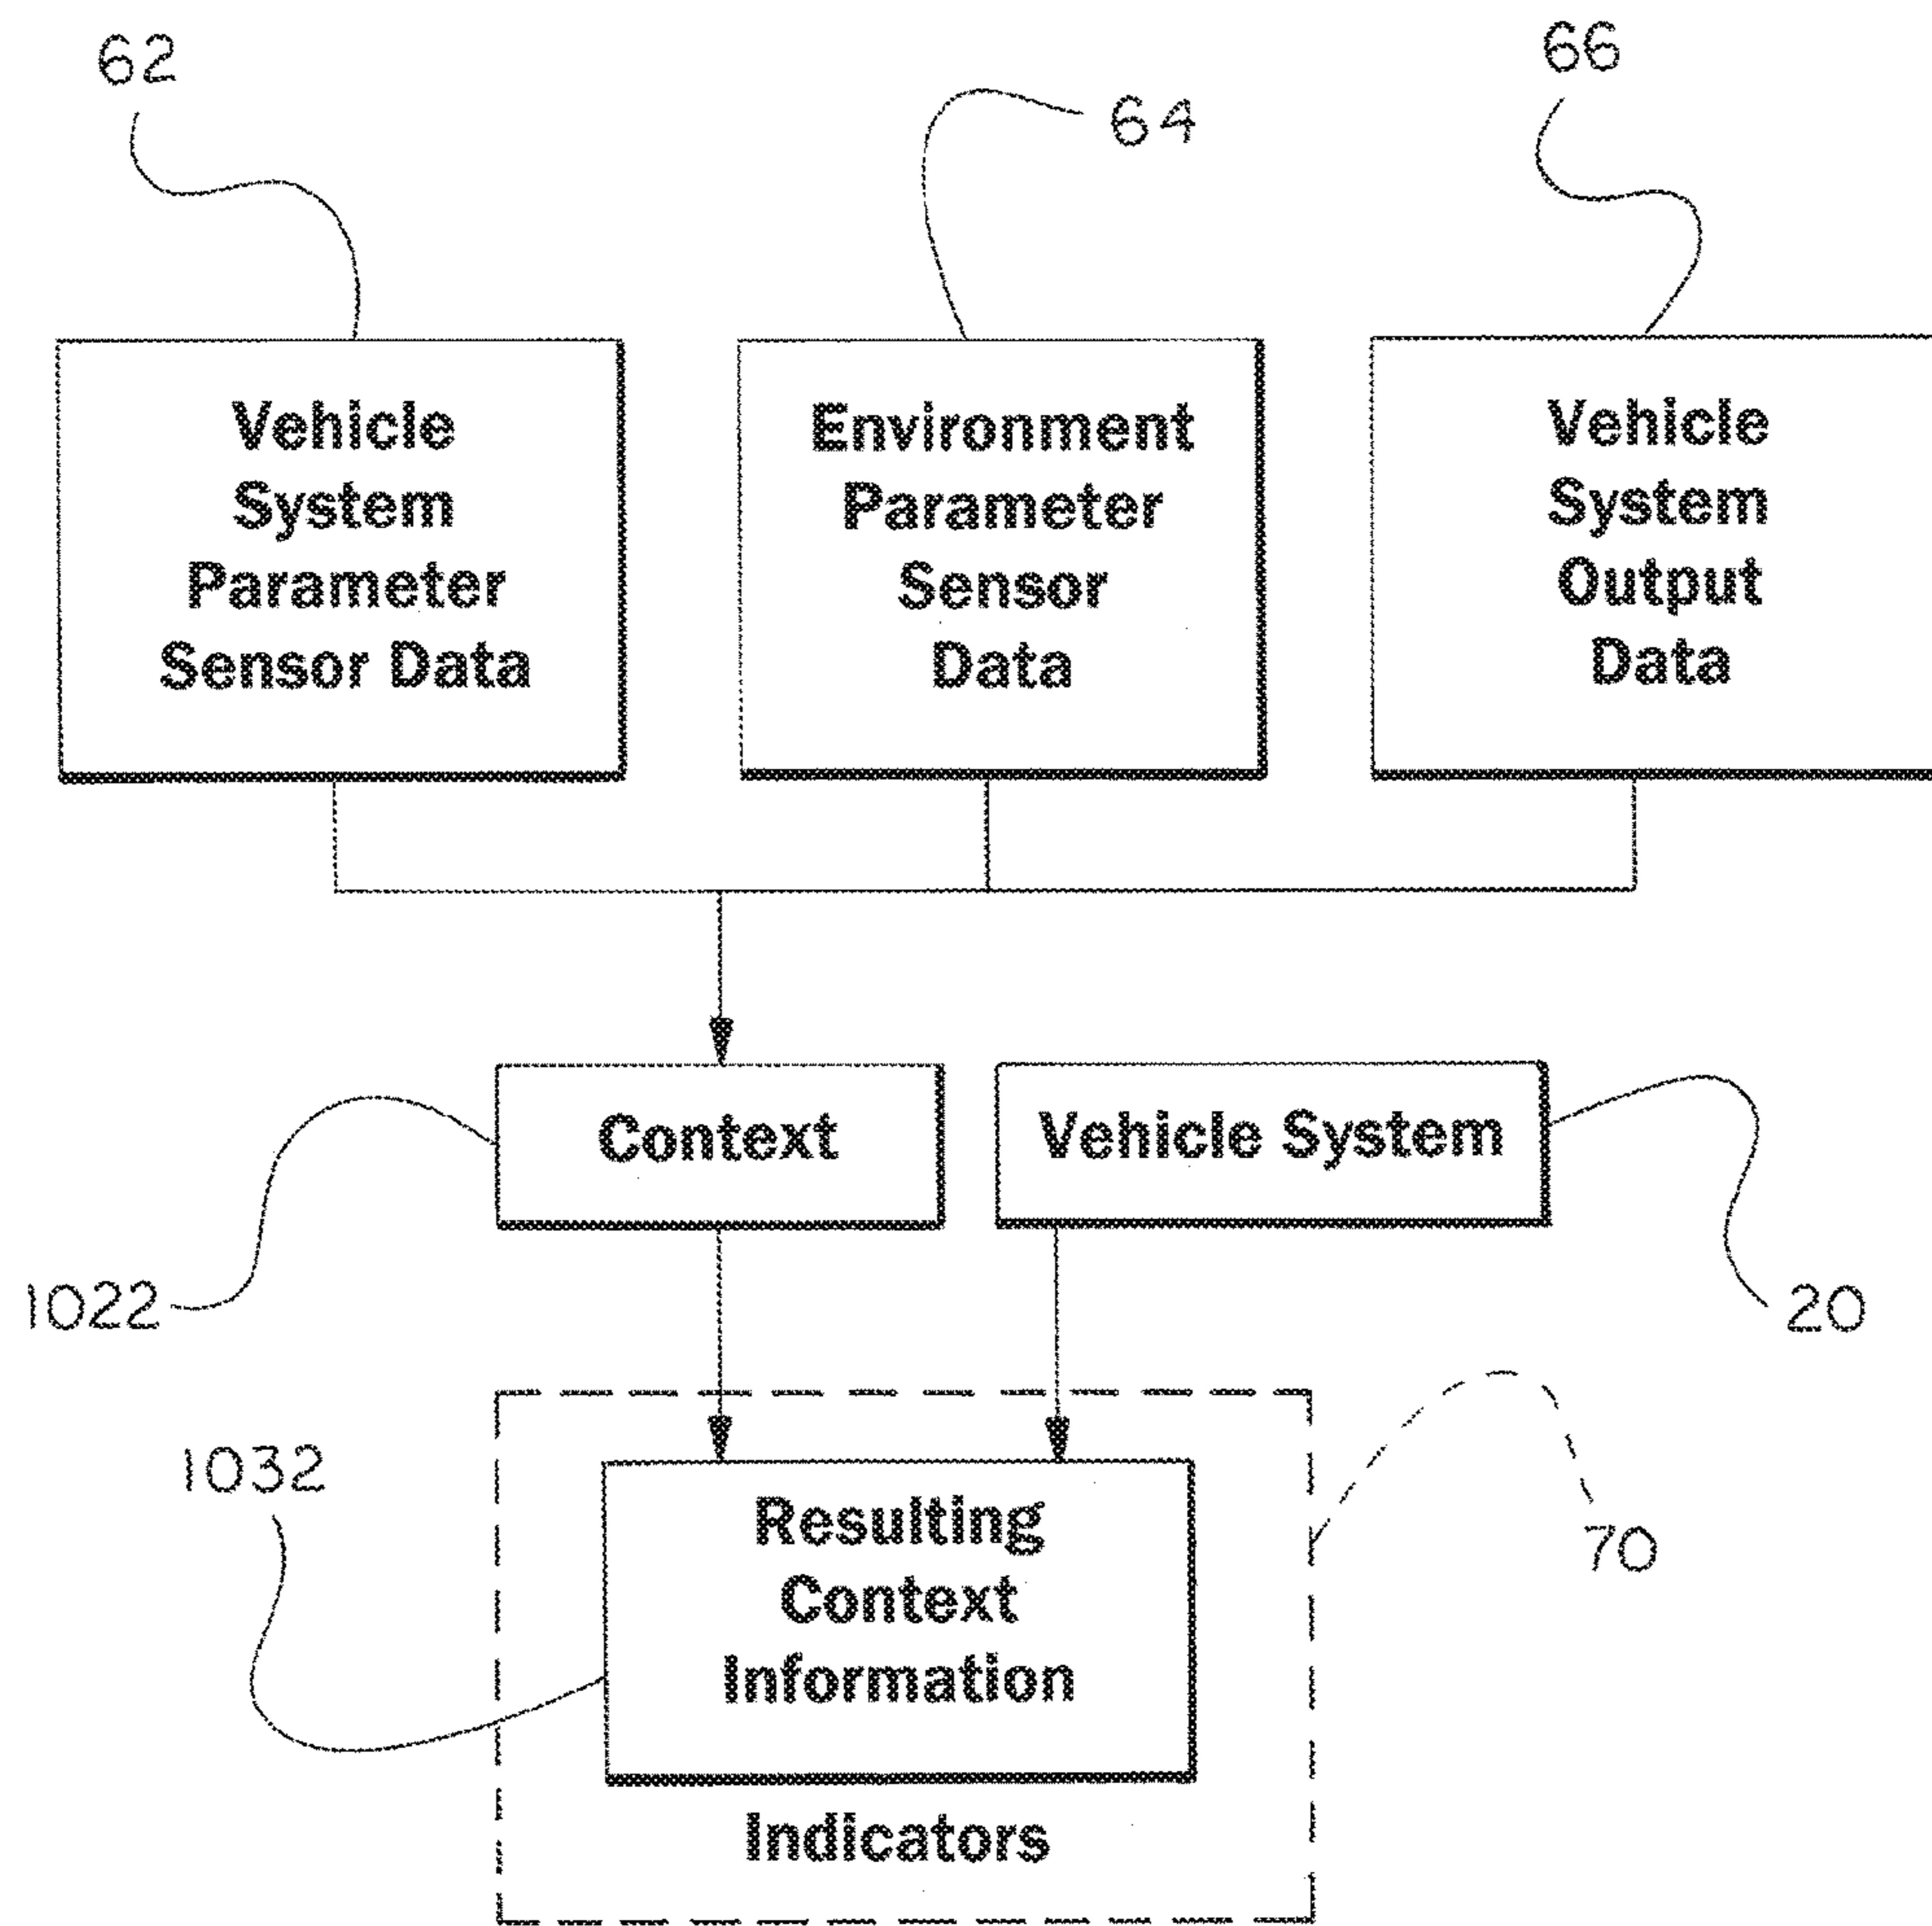 62
64
66
Vehicle
System
Parameter
Sensor Data
Environment
Parameter
Sensor
Data
Vehicle
System
Output
Data
Context
Vehicle System
1022
20
1032
70
Resulting
Context
Information
Indicators